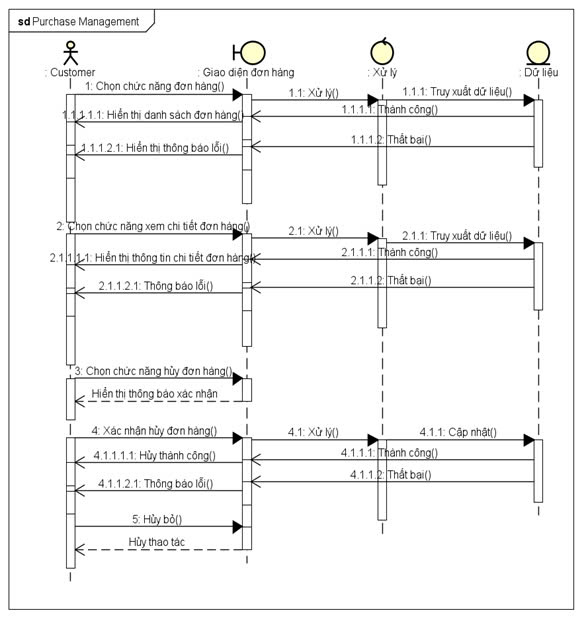 sd Purchase Management
: Customer
: Giao diện đơn hàng
: Xử lý
: Dữ liệu
1: Chọn chức năng đơn hàng()
1.1: Xử lý()
1.1.1: Truy xuất dữ liệu()
1.1.1.1: Thành công()
1.1.1.1.1: Hiển thị danh sách đơn hàng()
1.1.1.2: Thất bại()
1.1.1.2.1: Hiển thị thông báo lỗi()
2: Chọn chức năng xem chi tiết đơn hàng()
2.1: Xử lý()
2.1.1: Truy xuất dữ liệu()
2.1.1.1: Thành công()
2.1.1.1.1: Hiển thị thông tin chi tiết đơn hàng()
2.1.1.2: Thất bại()
2.1.1.2.1: Thông báo lỗi()
3: Chọn chức năng hủy đơn hàng()
Hiển thị thông báo xác nhận
4: Xác nhận hủy đơn hàng()
4.1: Xử lý()
4.1.1: Cập nhật()
4.1.1.1: Thành công()
4.1.1.1.1: Hủy thành công()
4.1.1.2: Thất bại()
4.1.1.2.1: Thông báo lỗi()
5: Hủy bỏ()
Hủy thao tác